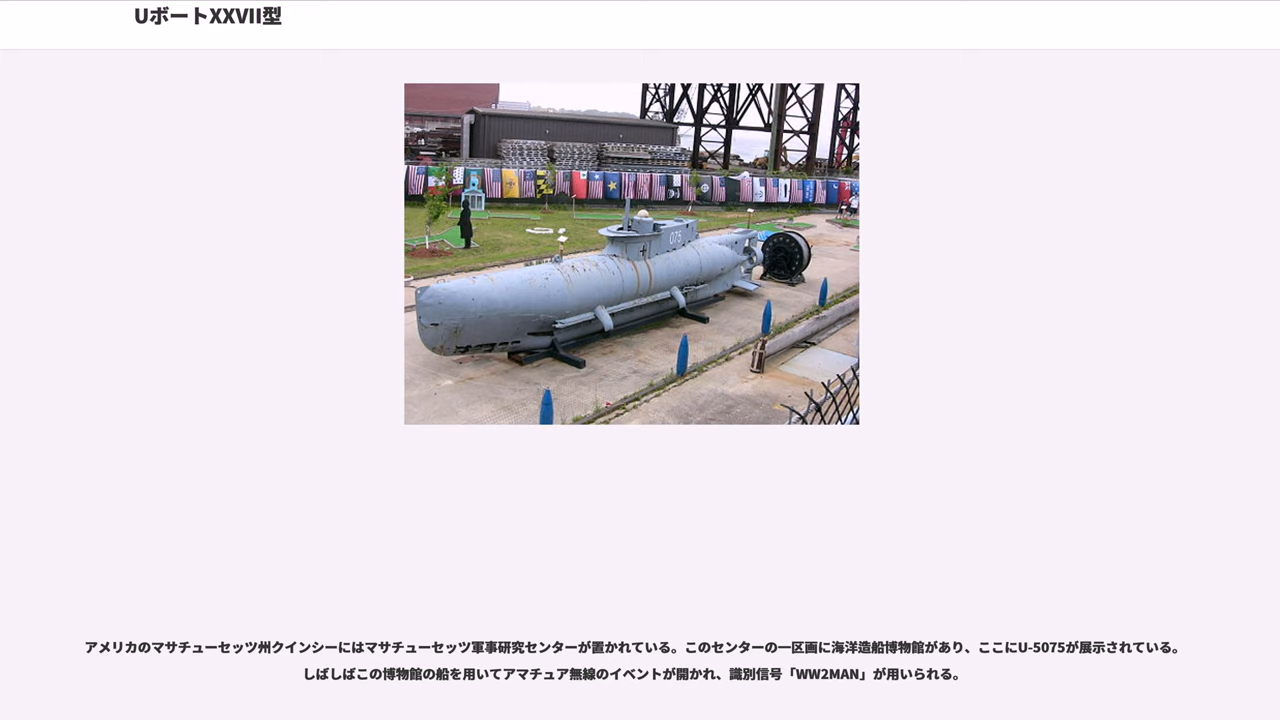 UボートXXVII型
075
アメリカのマサチューセッツ州クインシーにはマサチューセッツ軍事研究センターが置かれている。このセンターの一区画に海洋造船博物館があり、ここにU-5075が展示されている。
しばしばこの博物館の船を用いてアマチュア無線のイベントが開かれ、識別信号「WW2MAN」が用いられる。